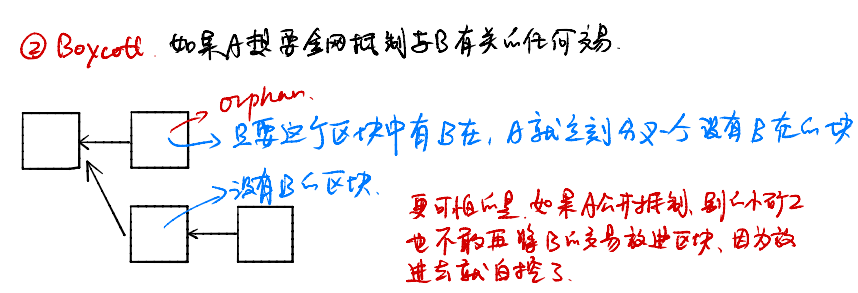 ② Boycott. 如果A想要全网抵制与B有关的任何交易.
orphan.
只要这个区块中有B在, A就立刻分叉一个没有B在的块
没有B的区块.
更可怕的是, 如果A公开抵制, 别的小矿工
也不敢再将B的交易放进区块、因为放
进去就白挖了.